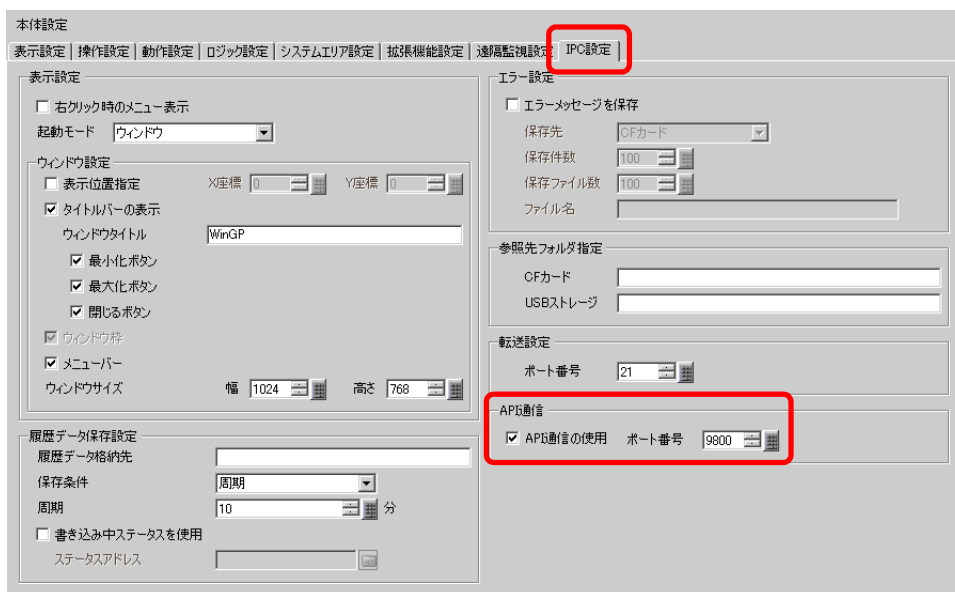 本体設定
表示設定 操作設定 動作設定 ロジック設定 システムエリア設定 拡張機能設定 遠隔監視設定 IPC設定
表示設定
右クリック時のメニュー表示
起動モード ウィンドウ
ウィンドウ設定
表示位置指定 X座標 0 Y座標 0
タイトルバーの表示
ウィンドウタイトル WinGP
最小化ボタン
最大化ボタン
閉じるボタン
ウィンドウ枠
メニューバー
ウィンドウサイズ 幅 1024 高さ 768
履歴データ保存設定
履歴データ格納先
保存条件 周期
周期 10 分
書き込み中ステータスを使用
ステータスアドレス
エラー設定
エラーメッセージを保存
保存先 CFカード
保存件数 100
保存ファイル数 100
ファイル名
参照先フォルダ指定
CFカード
USBストレージ
転送設定
ポート番号 21
API通信
API通信の使用 ポート番号 9800